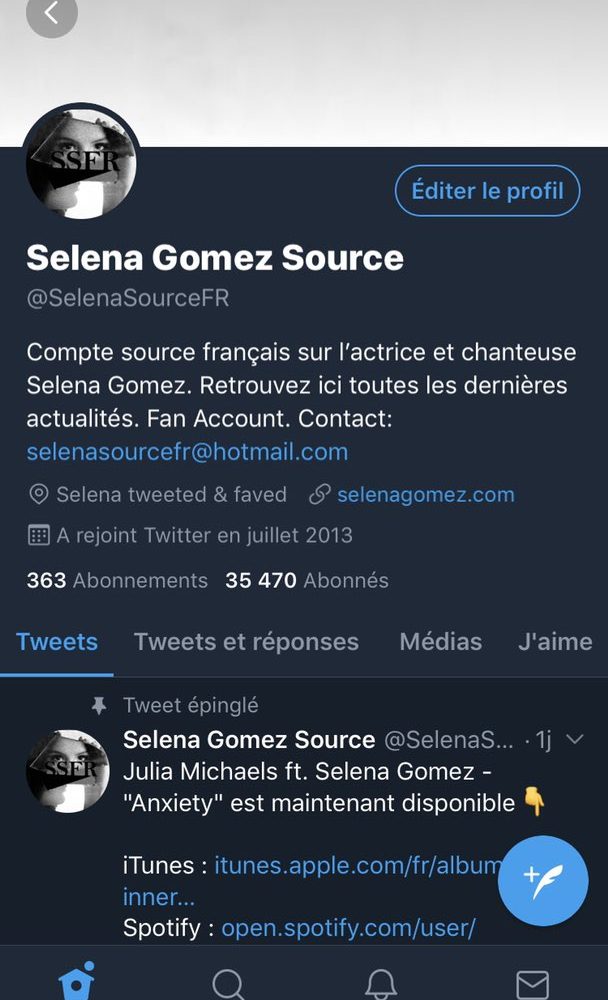 SSFR
Éditer le profil
Selena Gomez Source
@SelenaSourceFR
Compte source français sur l’actrice et chanteuse
Selena Gomez. Retrouvez ici toutes les dernières
actualités. Fan Account. Contact:
selenasourcefr@hotmail.com
Selena tweeted & faved selenagomez.com
A rejoint Twitter en juillet 2013
363 Abonnements 35 470 Abonnés
Tweets Tweets et réponses Médias J'aime
Tweet épinglé
SSFR
Selena Gomez Source @SelenaS... · 1j
Julia Michaels ft. Selena Gomez -
"Anxiety" est maintenant disponible 👇
iTunes : itunes.apple.com/fr/album
inner...
Spotify : open.spotify.com/user/